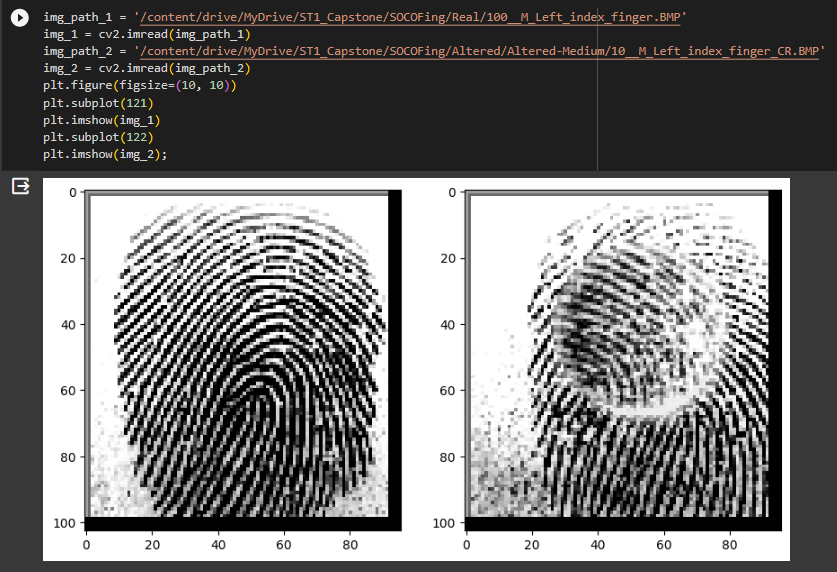 img_path_1 = '/content/drive/MyDrive/ST1_Capstone/SOCOFing/Real/100__M_Left_index_finger.BMP'
img_1 = cv2.imread(img_path_1)
img_path_2 = '/content/drive/MyDrive/ST1_Capstone/SOCOFing/Altered/Altered-Medium/10__M_Left_index_finger_CR.BMP'
img_2 = cv2.imread(img_path_2)
plt.figure(figsize=(10, 10))
plt.subplot(121)
plt.imshow(img_1)
plt.subplot(122)
plt.imshow(img_2);
0
20
40
60
80
100
0 20 40 60 80
0
20
40
60
80
100
0 20 40 60 80